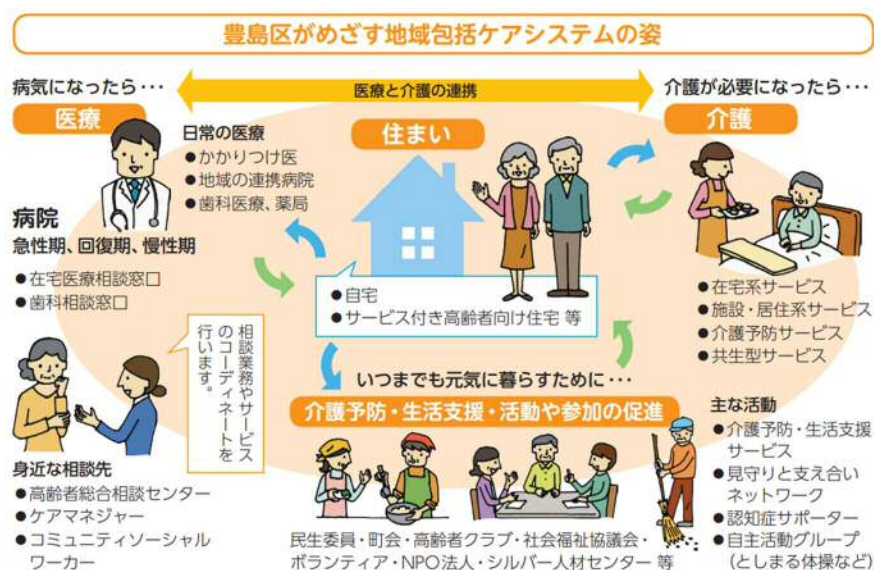 豊島区がめざす地域包括ケアシステムの姿
病気になったら・・・
医療と介護の連携
介護が必要になったら・・・
医療
日常の医療
●かかりつけ医
●地域の連携病院
●歯科医療、薬局
住まい
介護
病院
急性期、回復期、慢性期
●在宅医療相談窓口
●歯科相談窓口
●自宅
●サービス付き高齢者向け住宅 等
●在宅系サービス
●施設・居住系サービス
●介護予防サービス
●共生型サービス
相談業務やサービス
のコーディネートを
行います。
いつまでも元気に暮らすために・・・
介護予防・生活支援・活動や参加の促進
身近な相談先
●高齢者総合相談センター
●ケアマネジャー
●コミュニティソーシャル
ワーカー
民生委員・町会・高齢者クラブ・社会福祉協議会・
ボランティア・NPO法人・シルバー人材センター 等
主な活動
●介護予防・生活支援
サービス
●見守りと支え合い
ネットワーク
●認知症サポーター
●自主活動グループ
(としまる体操など)